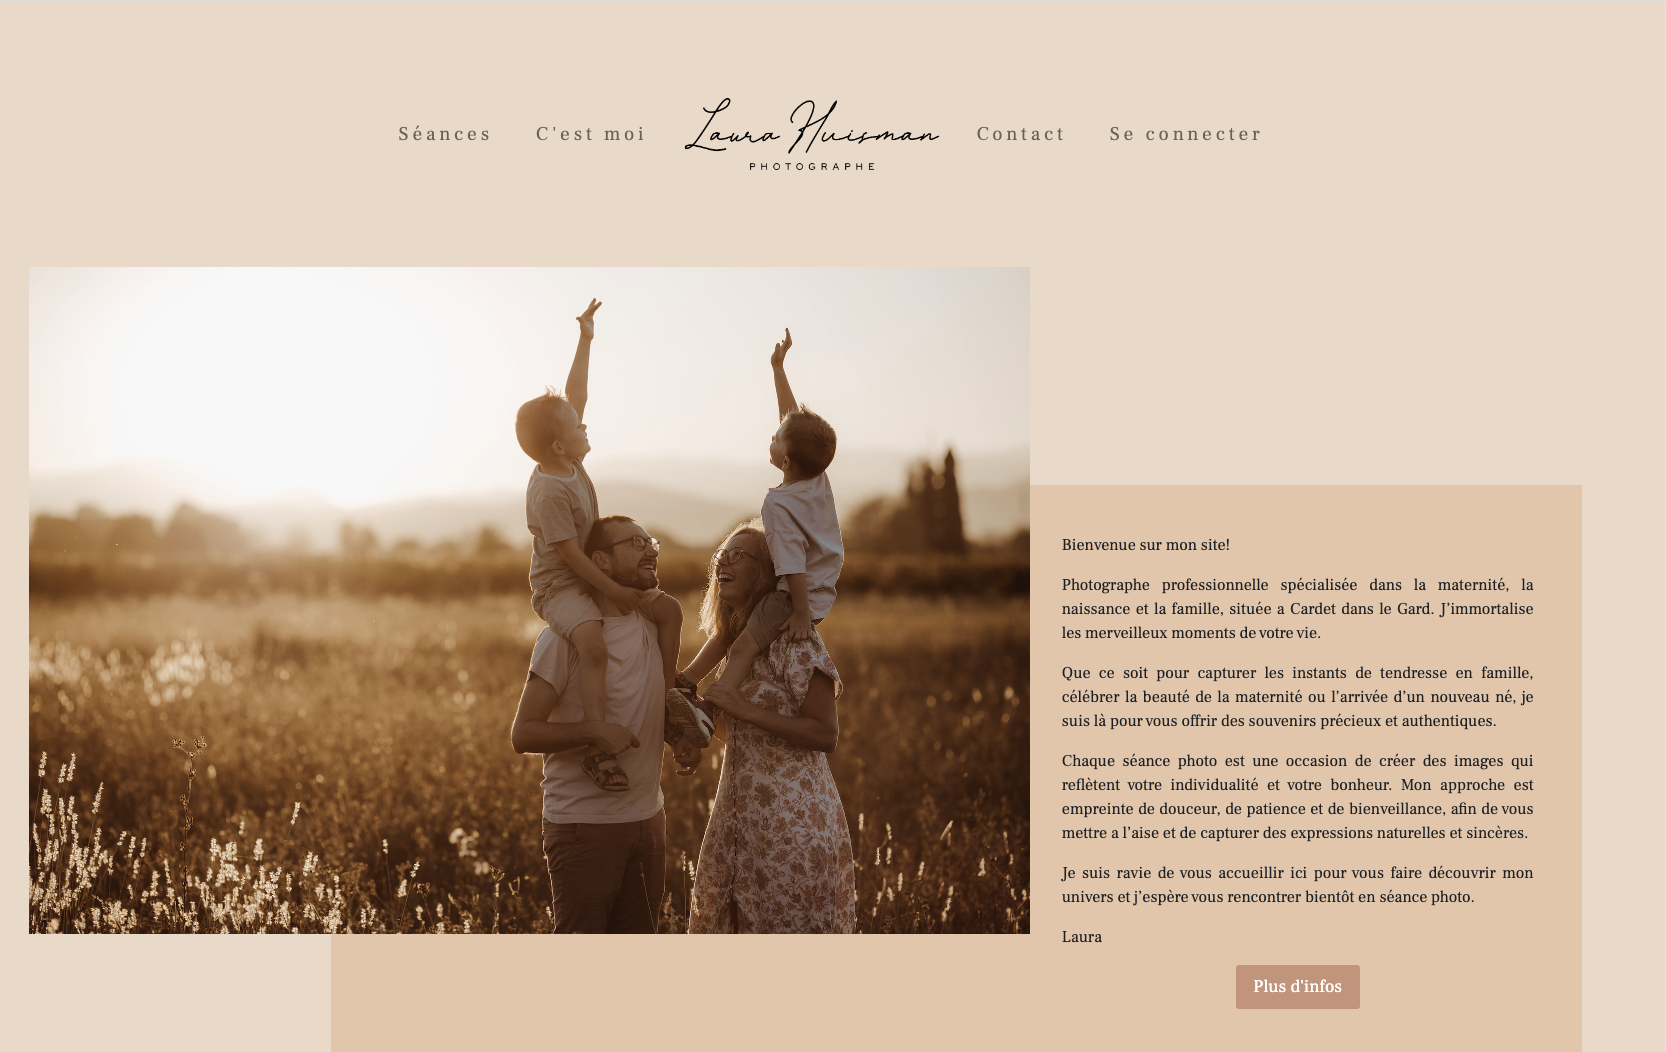 Séances
C'est moi
Laura Huisman
PHOTOGRAPHE
Contact
Se connecter
Bienvenue sur mon site!
Photographe professionnelle spécialisée dans la maternité, la
naissance et la famille, située a Cardet dans le Gard. J’immortalise
les merveilleux moments de votre vie.
Que ce soit pour capturer les instants de tendresse en famille,
célébrer la beauté de la maternité ou l’arrivée d’un nouveau né, je
suis là pour vous offrir des souvenirs précieux et authentiques.
Chaque séance photo est une occasion de créer des images qui
reflètent votre individualité et votre bonheur. Mon approche est
empreinte de douceur, de patience et de bienveillance, afin de vous
mettre a l’aise et de capturer des expressions naturelles et sincères.
Je suis ravie de vous accueillir ici pour vous faire découvrir mon
univers et j’espère vous rencontrer bientôt en séance photo.
Laura
Plus d'infos